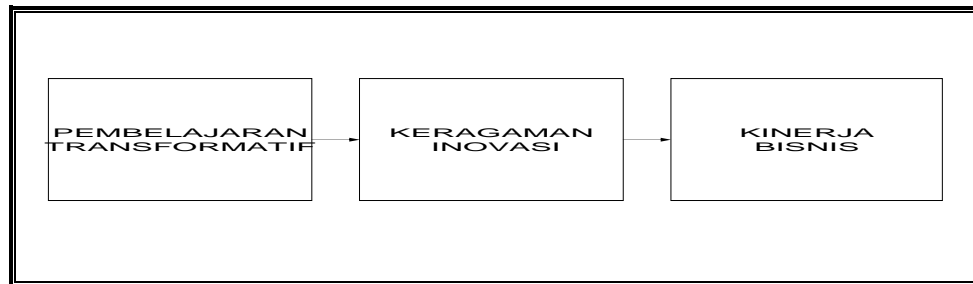 PEMBELAJARAN
TRANSFORMATIF
KERAGAMAN
INOVASI
KINERJA
BISNIS